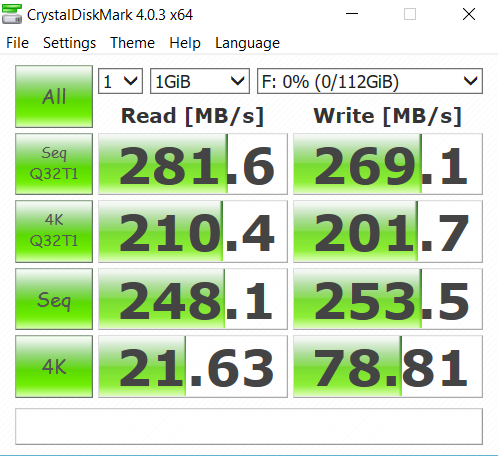 CrystalDiskMark 4.0.3 x64
File Settings Theme Help Language
All
1 1GiB F: 0% (0/112GiB)
Read [MB/s] Write [MB/s]
Seq
Q32T1
281.6 269.1
4K
Q32T1
210.4 201.7
Seq 248.1 253.5
4K 21.63 78.81